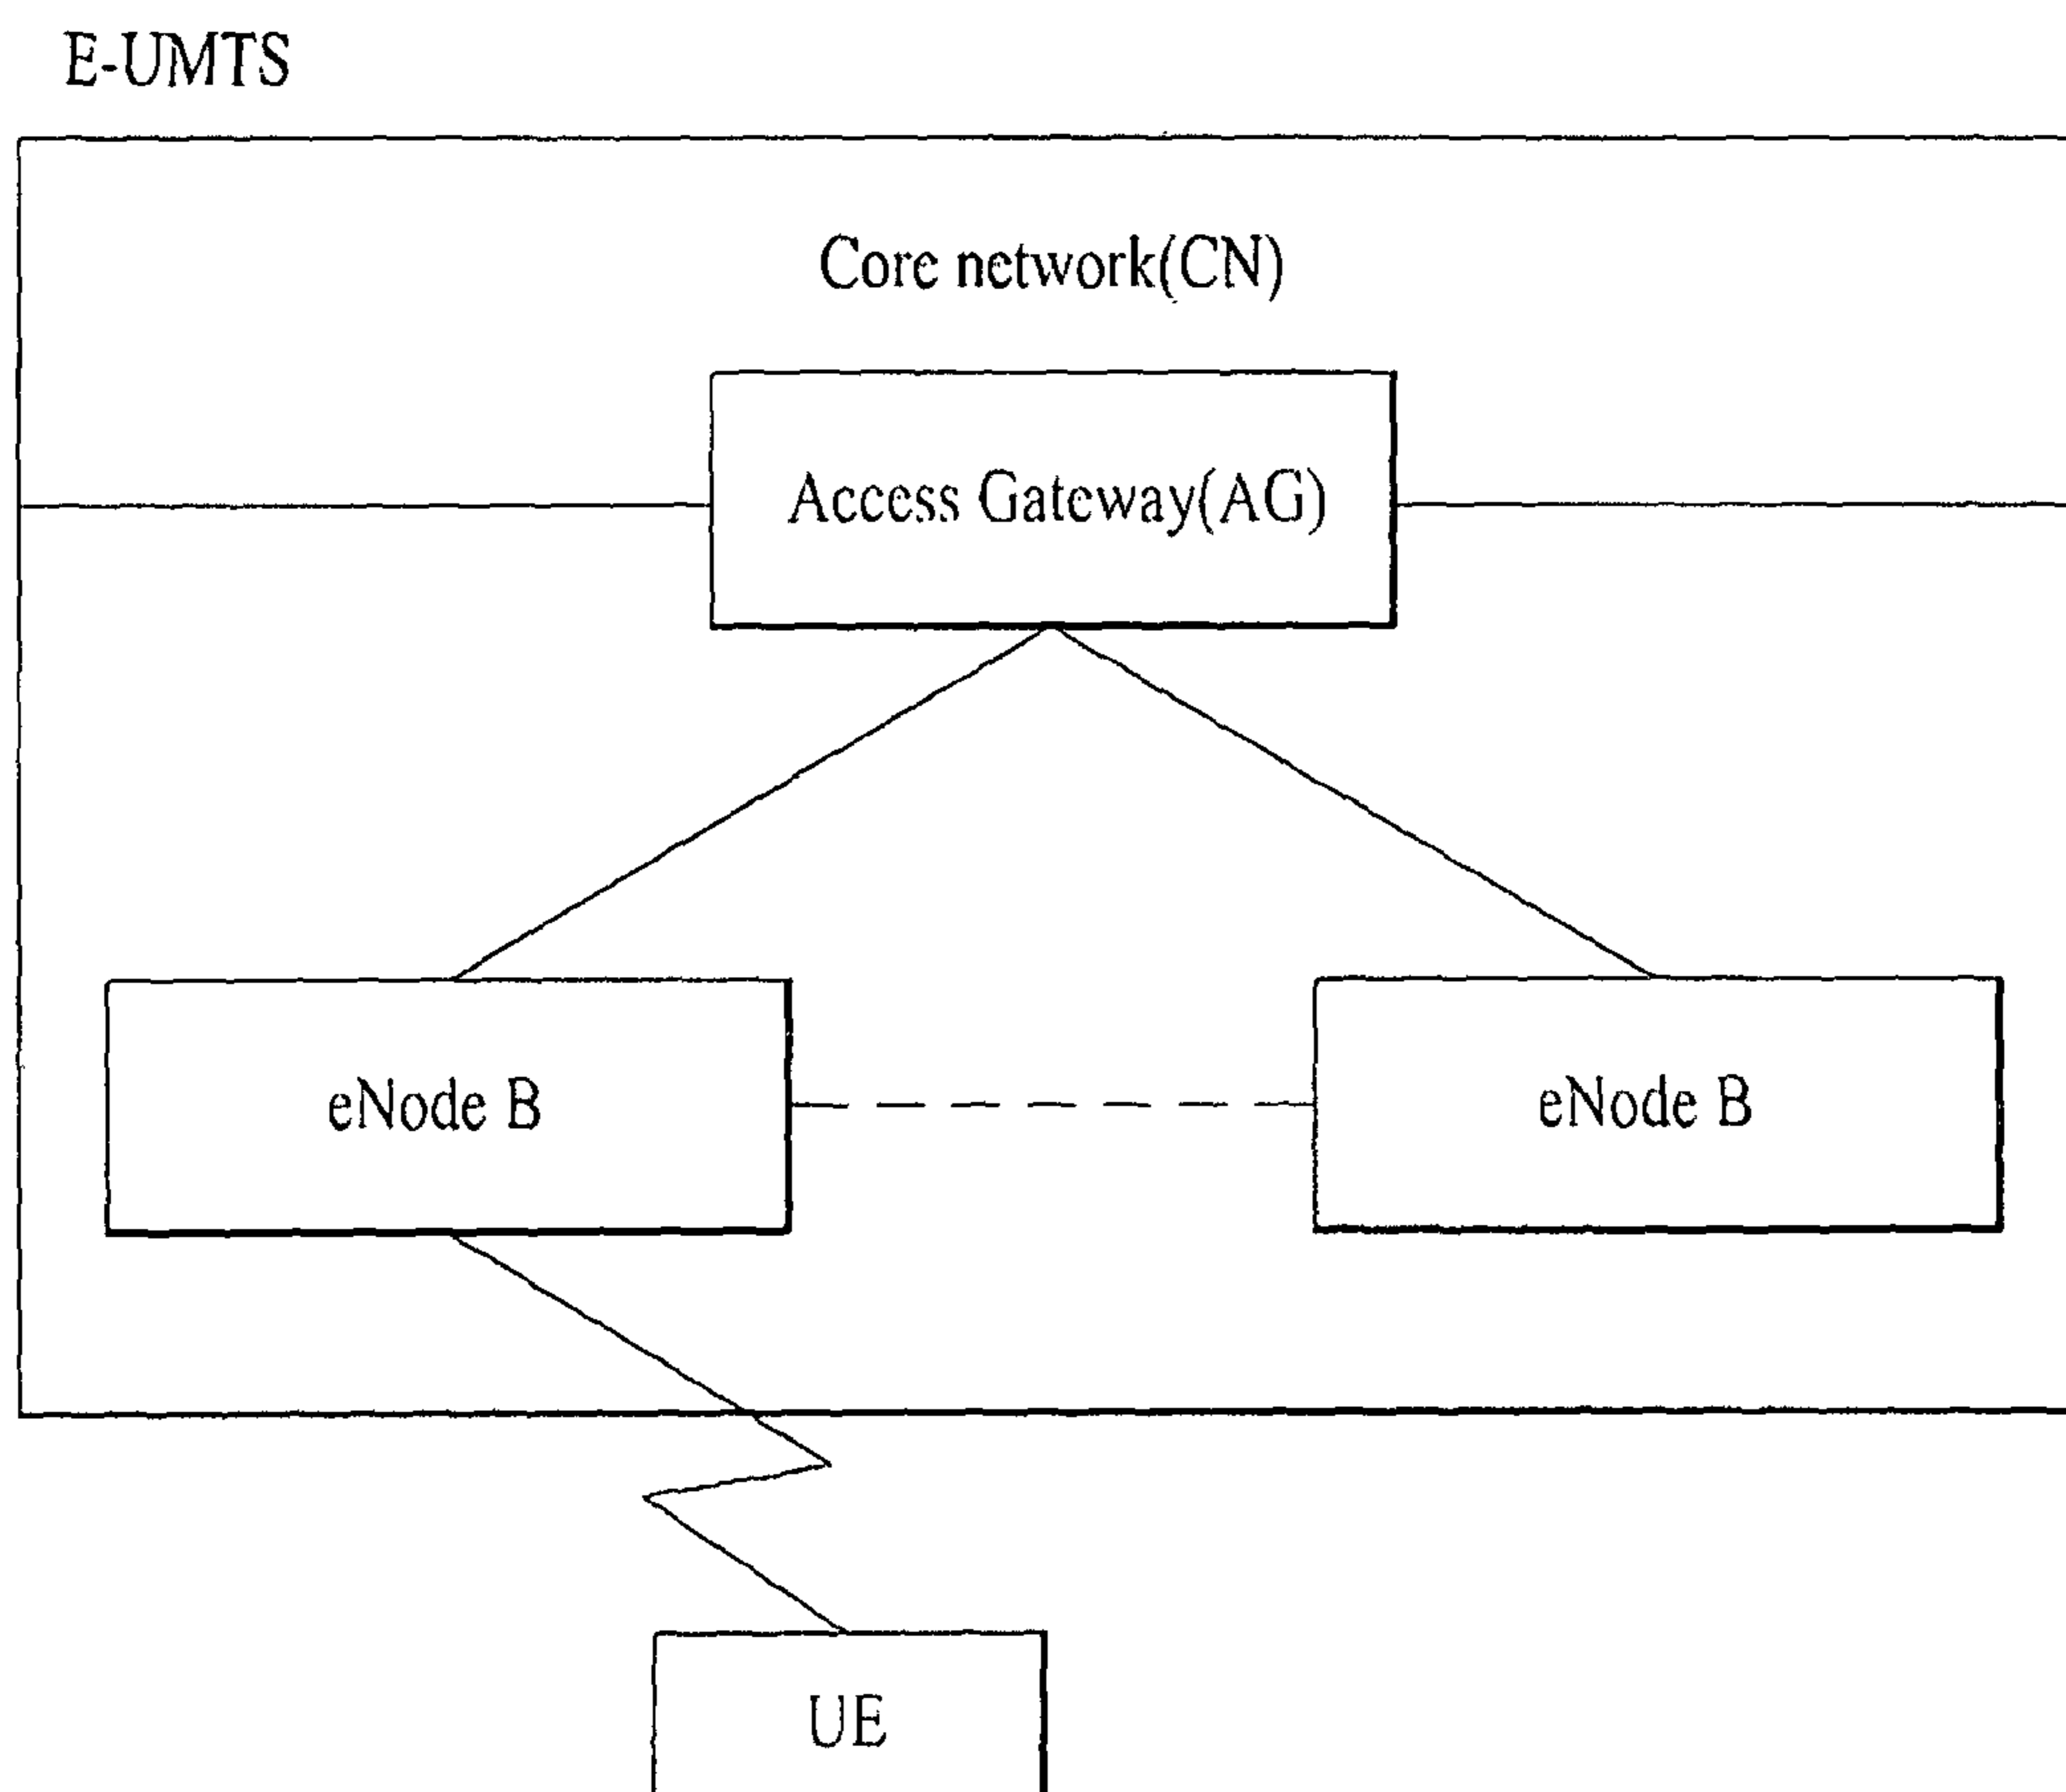 E-UMTS
Core network(CN)
Access Gateway(AG)
eNode B
eNode B
UE